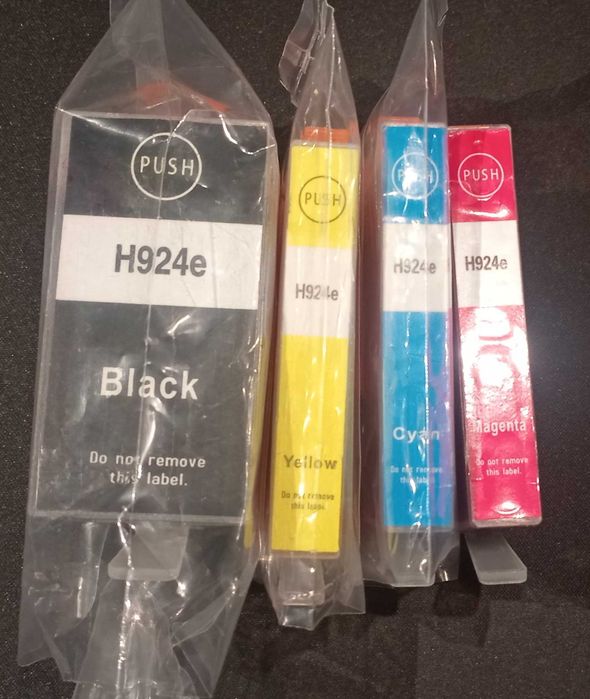 PUSH
H924e
Black
Do not remove
this label.
PUSH
H924e
Yellow
Do not remove
this label.
PUSH
H924e
Cyan
Do not remove
this label.
PUSH
H924e
Magenta
Do not remove
this label.